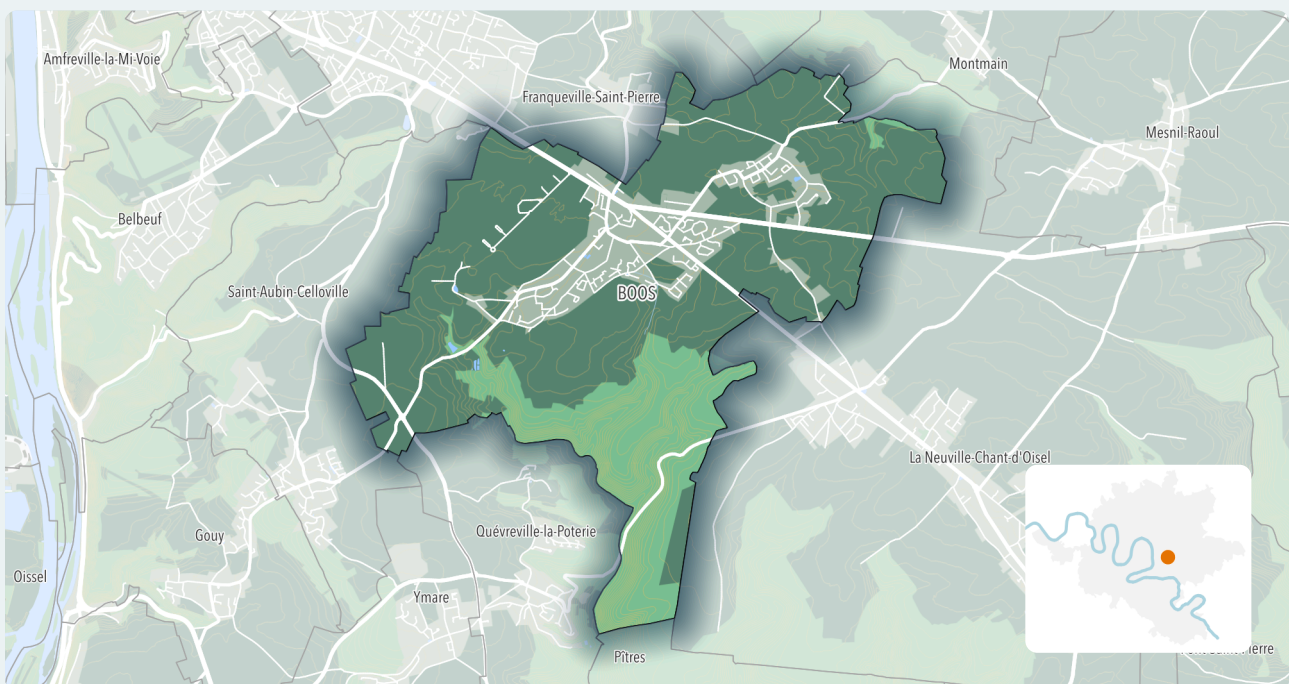 Amfreville-la-Mi-Voie
Montmain
Franqueville-Saint-Pierre
Mesnil-Raoul
Belbeuf
Saint-Aubin-Celloville
BOOS
La Neuville-Chant-d'Oisel
Quévreville-la-Poterie
Gouy
Oissel
Ymare
Pîtres